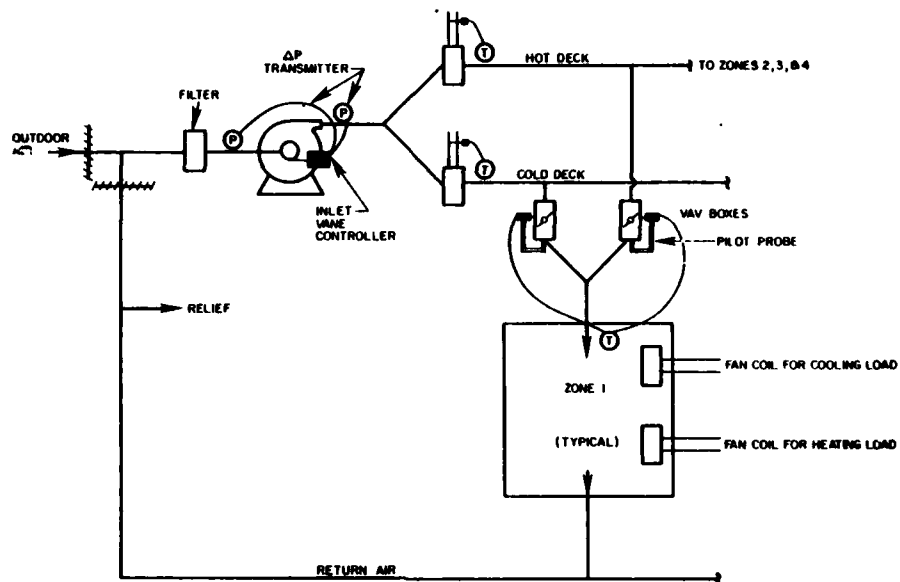 ΔP
TRANSMITTER
FILTER
P
P
OUTDOOR
INLET
VANE
CONTROLLER
T
HOT DECK
TO ZONES 2, 3, & 4
T
COLD DECK
VAV BOXES
PILOT PROBE
RELIEF
T
ZONE 1
(TYPICAL)
FAN COIL FOR COOLING LOAD
FAN COIL FOR HEATING LOAD
RETURN AIR